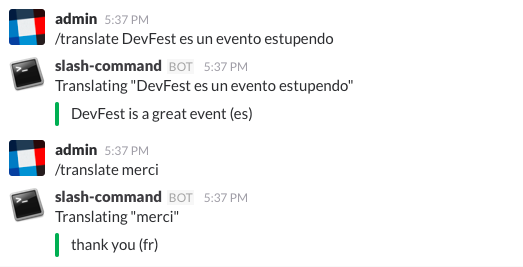 admin 5:37 PM
/translate DevFest es un evento estupendo
slash-command BOT 5:37 PM
Translating "DevFest es un evento estupendo"
DevFest is a great event (es)
admin 5:37 PM
/translate merci
slash-command BOT 5:37 PM
Translating "merci"
thank you (fr)